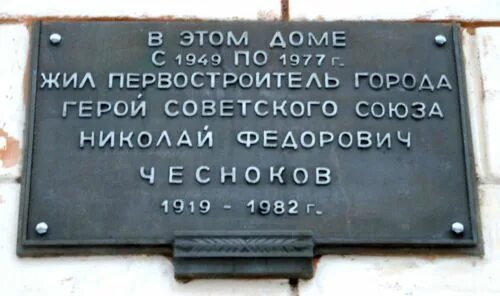 В ЭТОМ ДОМЕ
С 1949 ПО 1977 г.
ЖИЛ ПЕРВОСТРОИТЕЛЬ ГОРОДА
ГЕРОЙ СОВЕТСКОГО СОЮЗА
НИКОЛАЙ ФЕДОРОВИЧ
ЧЕСНОКОВ
1919 - 1982 г.